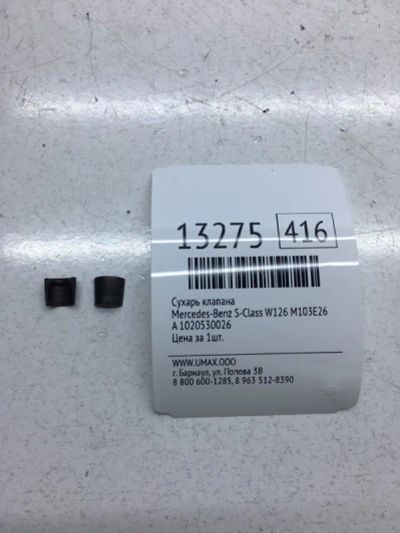 13275 416
Сухарь клапана
Mercedes-Benz S-Class W126 M103E26
A1020530026
Цена за 1шт.
WWW.UMAX.OOO
г. Барнаул, ул. Попова 3В
8 800 600-1285, 8 963 512-8390